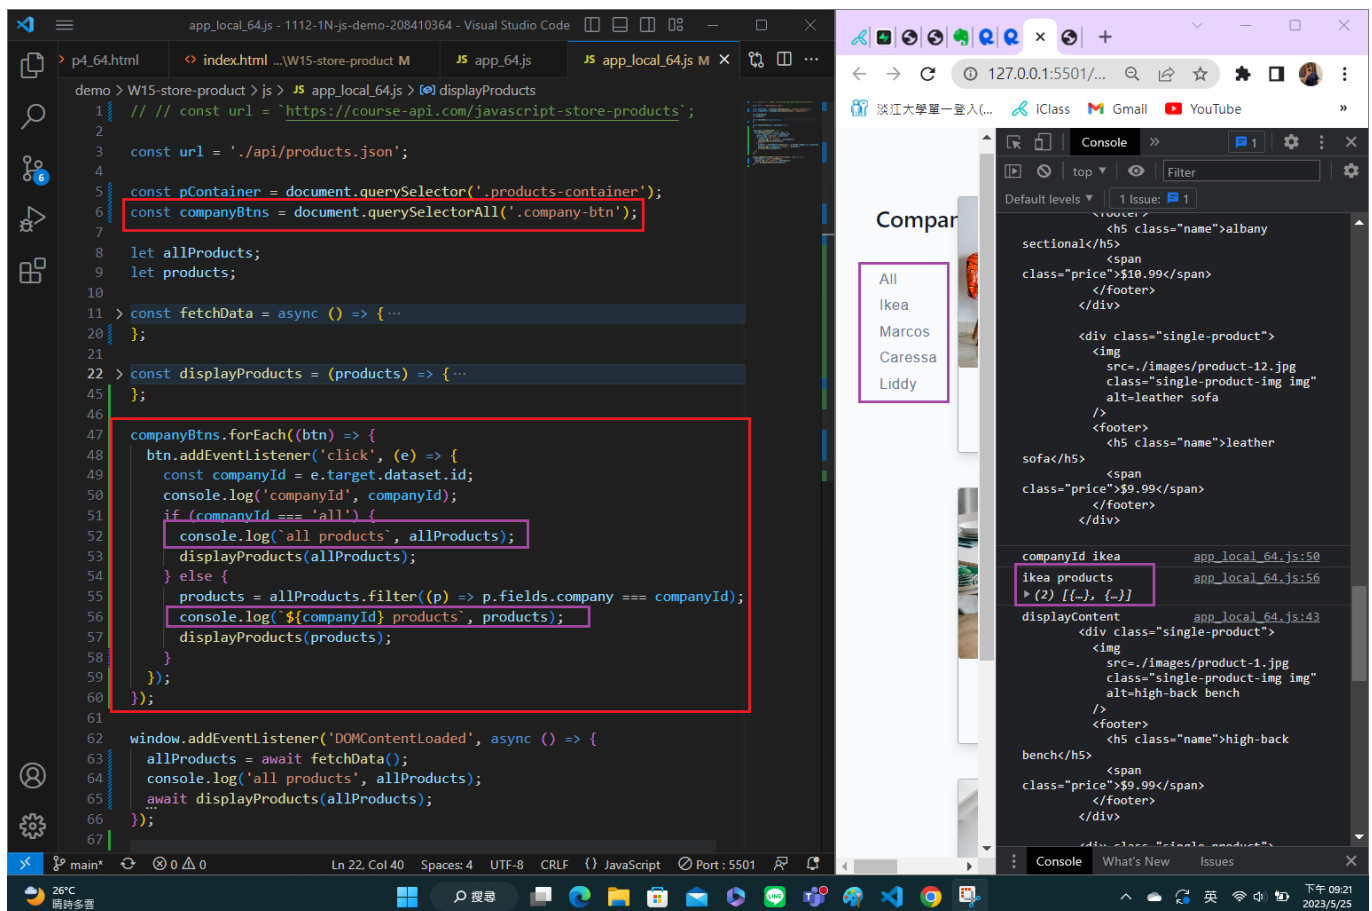 app_local_64.js - 1112-1N-js-demo-208410364 - Visual Studio Code
p4_64.html
index.html ...\W15-store-product M
JS app_64.js
JS app_local_64.js M
demo > W15-store-product > js > JS app_local_64.js > displayProducts
1 // // const url = `https://course-api.com/javascript-store-products`;
2
3 const url = './api/products.json';
4
5 const pContainer = document.querySelector('.products-container');
6 const companyBtns = document.querySelectorAll('.company-btn');
7
8 let allProducts;
9 let products;
10
11 const fetchData = async () => { ···
20 };
21
22 const displayProducts = (products) => { ···
45 };
46
47 companyBtns.forEach((btn) => {
48 btn.addEventListener('click', (e) => {
49 const companyId = e.target.dataset.id;
50 console.log('companyId', companyId);
51 if (companyId === 'all') {
52 console.log(`all products`, allProducts);
53 displayProducts(allProducts);
54 } else {
55 products = allProducts.filter((p) => p.fields.company === companyId);
56 console.log(`${companyId} products`, products);
57 displayProducts(products);
58 }
59 });
60 });
61
62 window.addEventListener('DOMContentLoaded', async () => {
63 allProducts = await fetchData();
64 console.log('all products', allProducts);
65 await displayProducts(allProducts);
66 });
67
6
main*
0
0
Ln 22, Col 40
Spaces: 4
UTF-8
CRLF
{} JavaScript
Port : 5501
127.0.0.1:5501/...
淡江大學單一登入(...
iClass
Gmail
YouTube
»
Compar
All
Ikea
Marcos
Caressa
Liddy
Console
»
1
top ▼
Filter
Default levels ▼
1 Issue:
1
<footer>
<h5 class="name">albany
sectional</h5>
<span
class="price">$10.99</span>
</footer>
</div>
<div class="single-product">
<img
src=./images/product-12.jpg
class="single-product-img img"
alt=leather sofa
/>
<footer>
<h5 class="name">leather
sofa</h5>
<span
class="price">$9.99</span>
</footer>
</div>
companyId ikea app_local_64.js:50
ikea products app_local_64.js:56
(2) [{…}, {…}]
displayContent app_local_64.js:43
<div class="single-product">
<img
src=./images/product-1.jpg
class="single-product-img img"
alt=high-back bench
/>
<footer>
<h5 class="name">high-back
bench</h5>
<span
class="price">$9.99</span>
</footer>
</div>
<div class="single-product">
Console
What's New
Issues
26°C
晴時多雲
搜尋
英
下午 09:21
2023/5/25